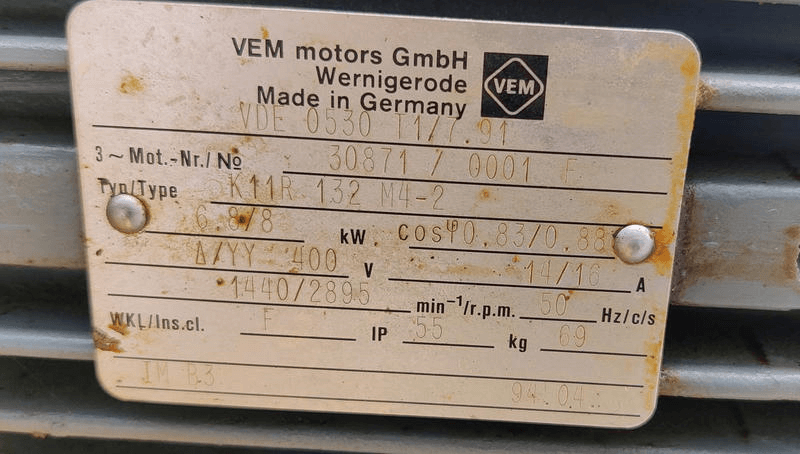 VEM motors GmbH
Wernigerode
Made in Germany
VEM
VDE 0530 T1/7.91
3~ Mot.-Nr./№ 30871 / 0001 F
Typ/Type K11R 132 M4-2
6.8/8 kW. Cosφ 0.83/0.88
Δ/YY 400 V 14/16 A
1440/2895 min⁻¹/r.p.m. 50 Hz/c/s
WKL/Ins.cl. F IP 55 kg 69
IM B3 94.04.